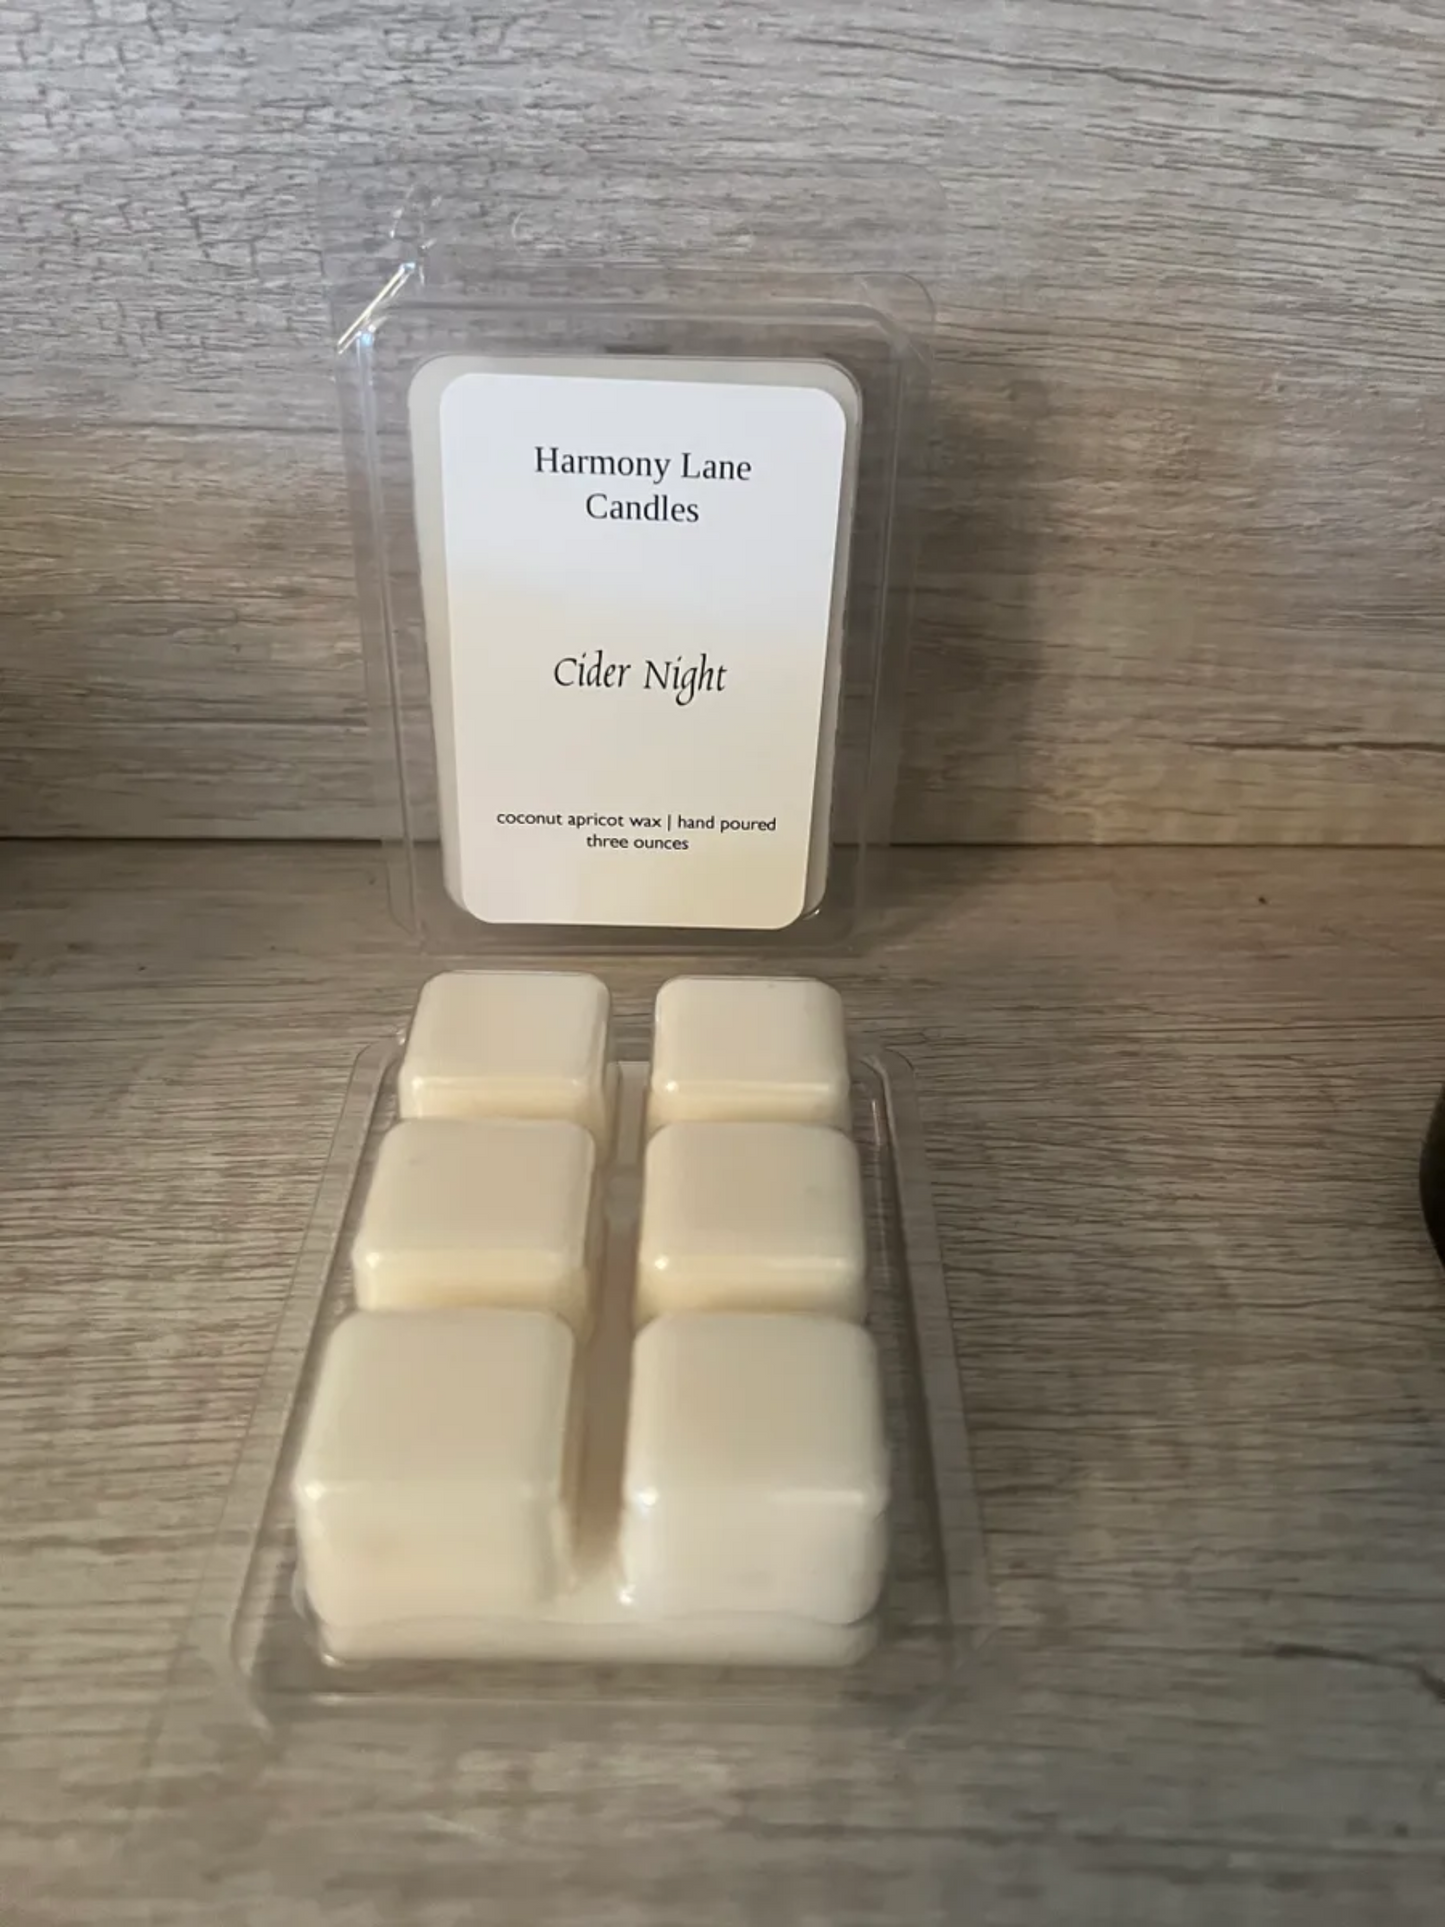 Harmony Lane
Candles
Cider Night
coconut apricot wax | hand poured
three ounces